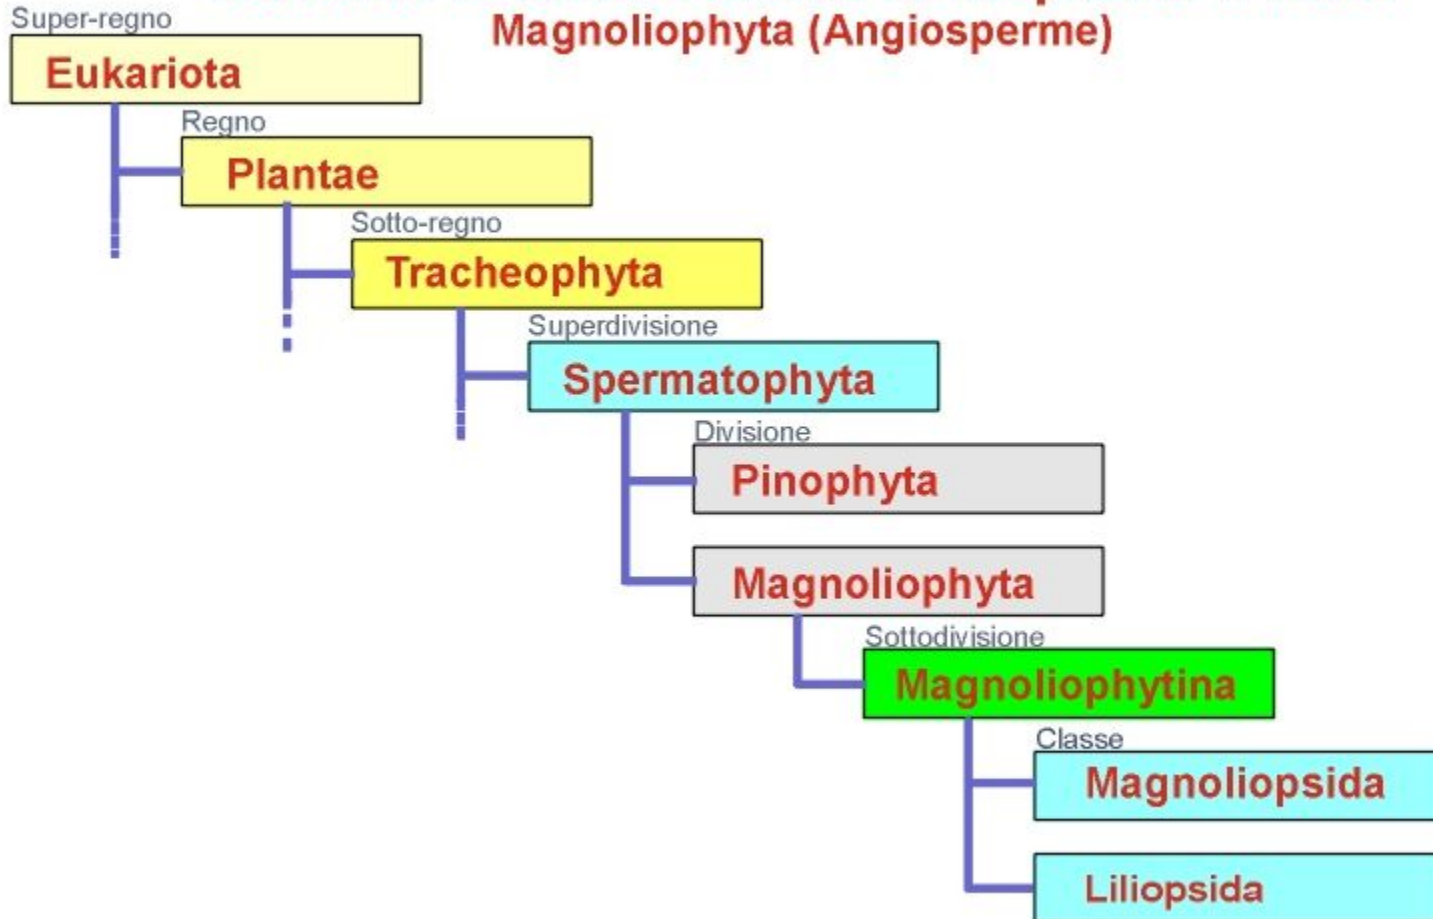 Magnoliophyta (Angiosperme)
Super-regno
Eukariota
Regno
Plantae
Sotto-regno
Tracheophyta
Superdivisione
Spermatophyta
Divisione
Pinophyta
Magnoliophyta
Sottodivisione
Magnoliophytina
Classe
Magnoliopsida
Liliopsida